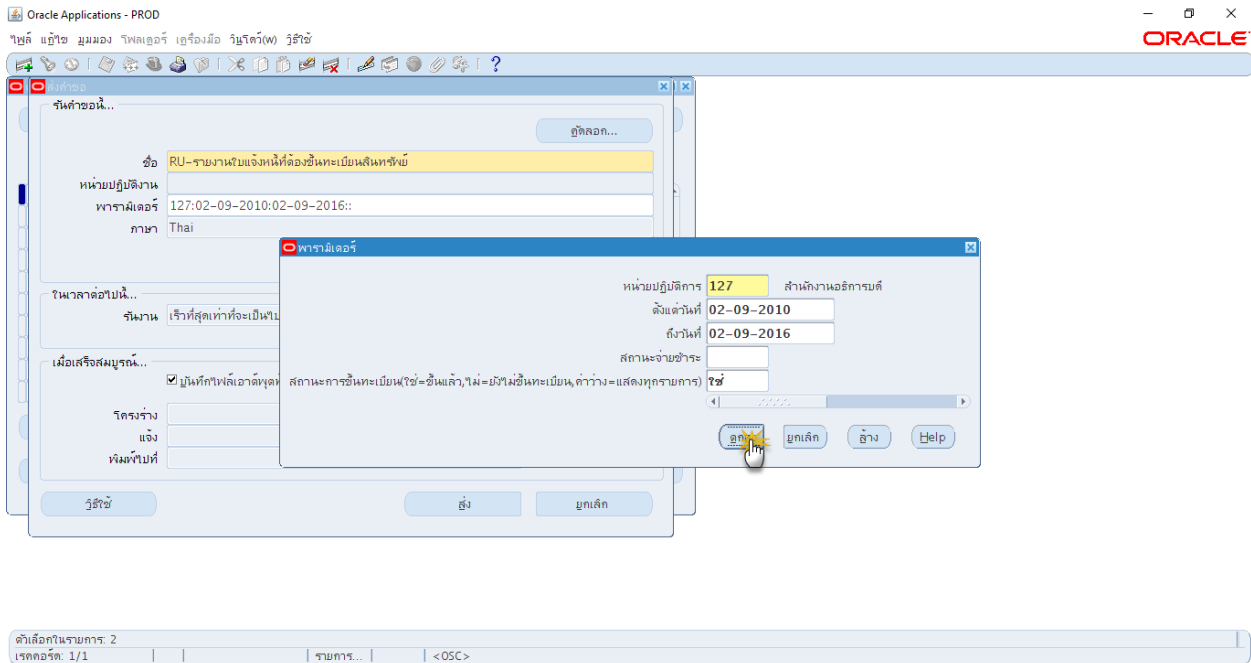 Oracle Applications - PROD
ไฟล์ แก้ไข มุมมอง โฟลเดอร์ เครื่องมือ วินโดว์(W) วิธีใช้
ORACLE
ส่งคำขอ
รันคำขอนี้...
คัดลอก...
ชื่อ RU-รายงานใบแจ้งหนี้ที่ต้องขึ้นทะเบียนสินทรัพย์
หน่วยปฏิบัติงาน
พารามิเตอร์ 127:02-09-2010:02-09-2016::
ภาษา Thai
พารามิเตอร์
หน่วยปฏิบัติการ 127 สำนักงานอธิการบดี
ตั้งแต่วันที่ 02-09-2010
ถึงวันที่ 02-09-2016
สถานะจ่ายชำระ
สถานะการขึ้นทะเบียน(ใช่=ขึ้นแล้ว,ไม่=ยังไม่ขึ้นทะเบียน,ค่าว่าง=แสดงทุกรายการ) ใช่
ยกเลิก ล้าง Help
ในเวลาต่อไปนี้...
รันงาน เร็วที่สุดเท่าที่จะเป็นไป
เมื่อเสร็จสมบูรณ์...
บันทึกไฟล์เอาต์พุต
โครงร่าง
แจ้ง
พิมพ์ไปที่
วิธีใช้ ส่ง ยกเลิก
ตัวเลือกในรายการ: 2
เรคคอร์ด: 1/1 รายการ... <OSC>